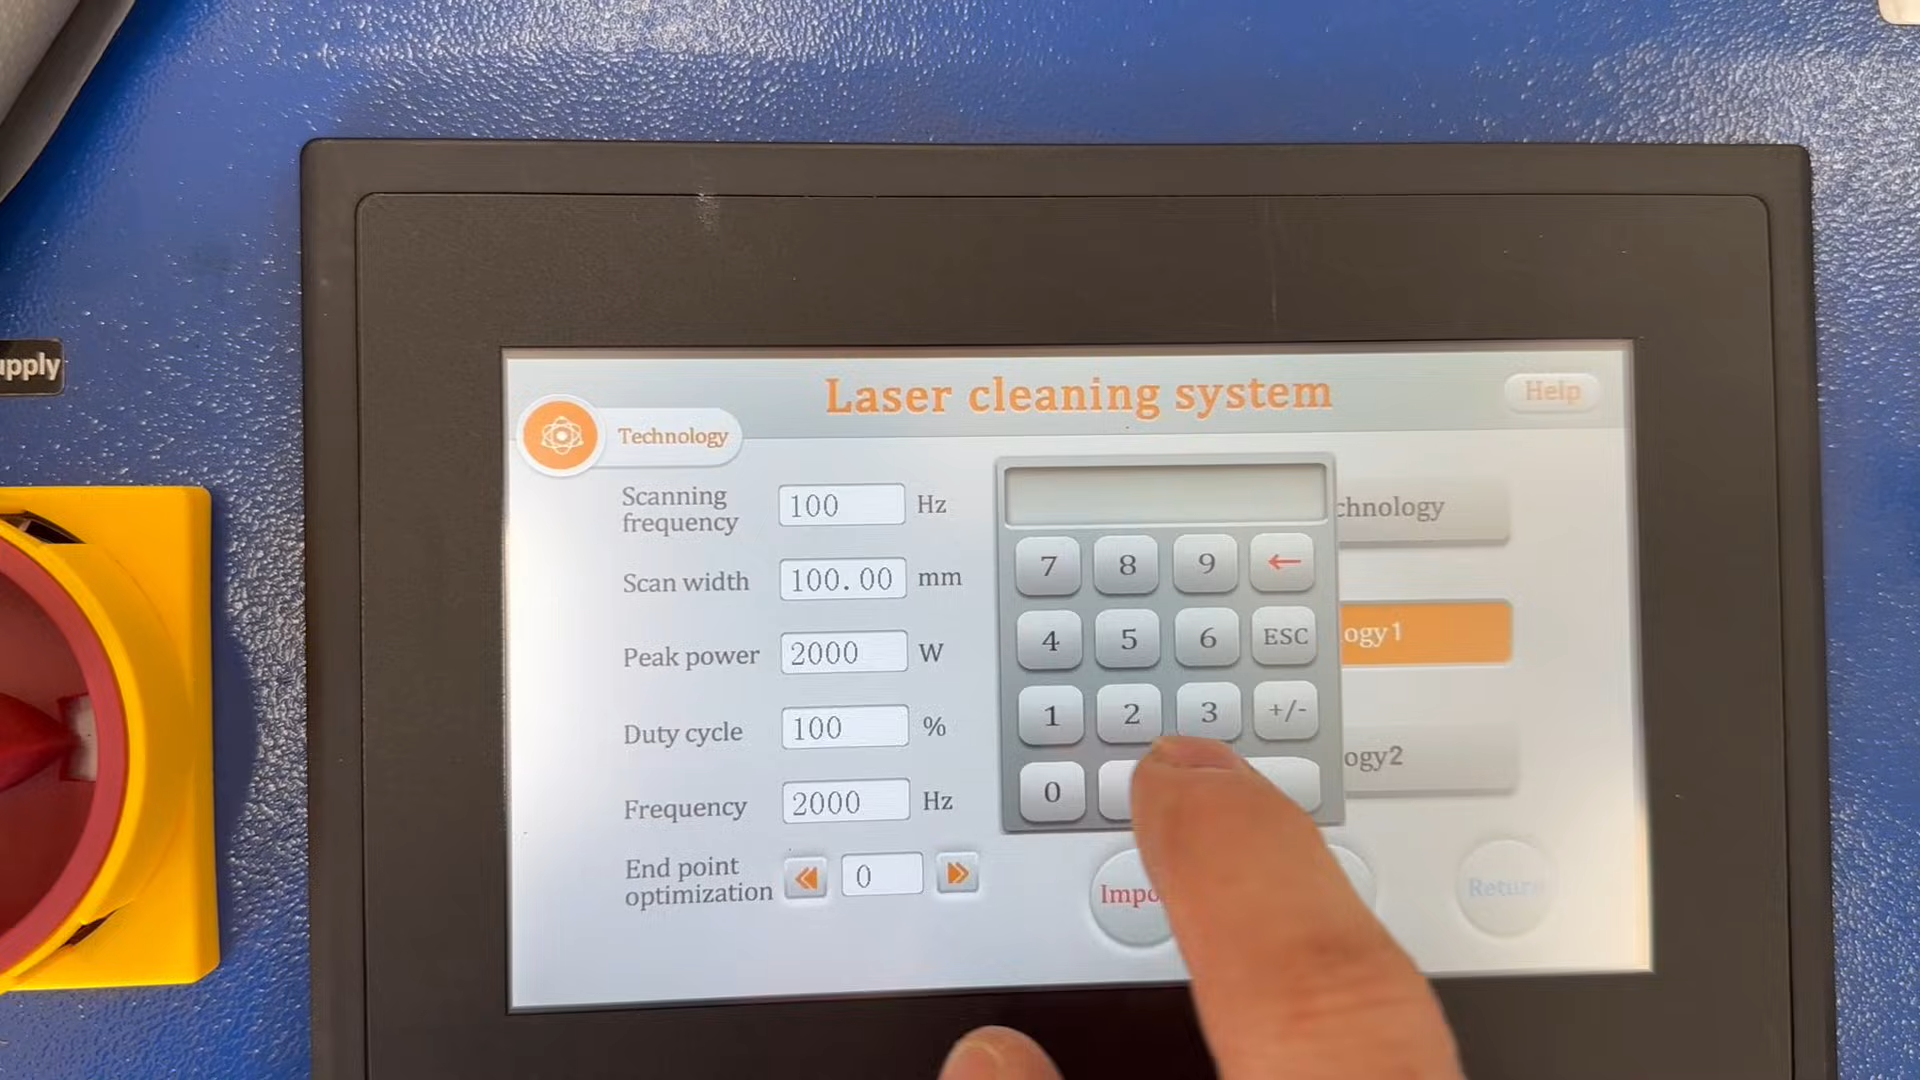 upply
Laser cleaning system
Help
Technology
Scanning
frequency
100
Hz
Scan width
100.00
mm
Peak power
2000
W
Duty cycle
100
%
Frequency
2000
Hz
End point
optimization
0
7
8
9
←
4
5
6
ESC
1
2
3
+/-
0
chnology
ogy1
ogy2
Impo
Return